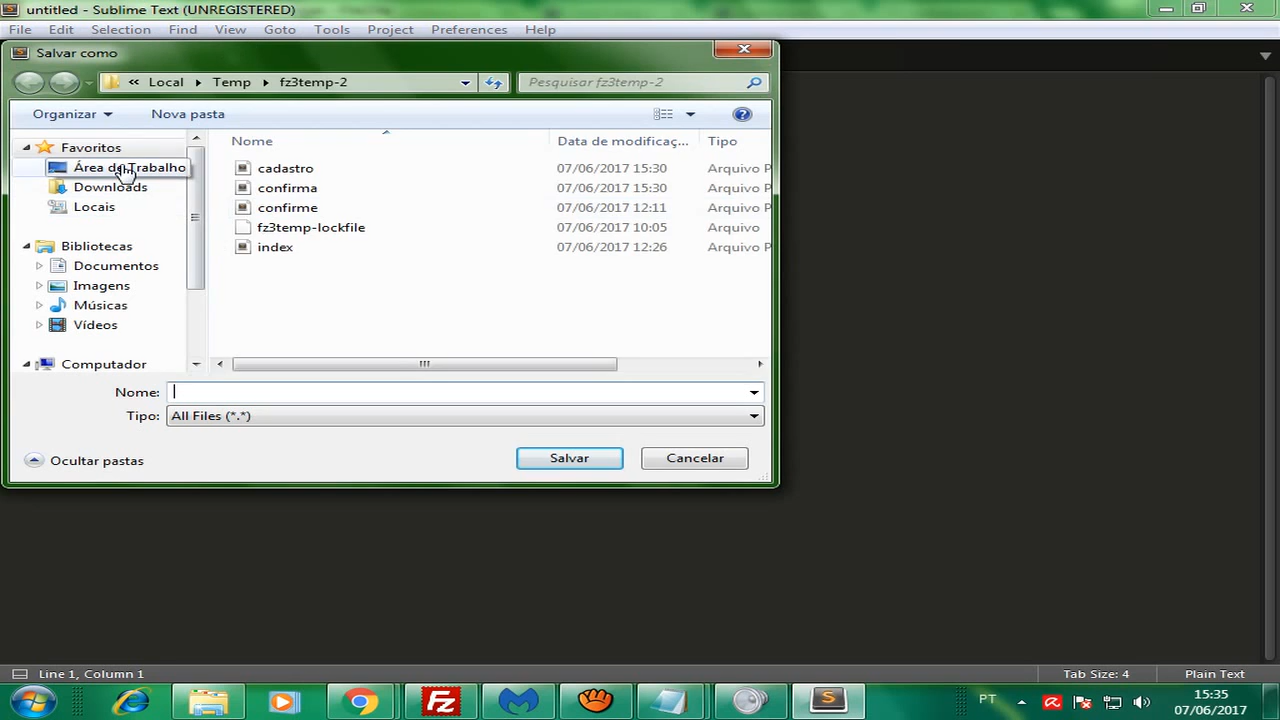 untitled - Sublime Text (UNREGISTERED)
File Edit Selection Find View Goto Tools Project Preferences Help
Salvar como
« Local Temp fz3temp-2 Pesquisar fz3temp-2
Organizar Nova pasta
Nome Data de modificaç... Tipo
Favoritos
Área de Trabalho
Downloads
Locais
Bibliotecas
Documentos
Imagens
Músicas
Vídeos
Computador
cadastro 07/06/2017 15:30 Arquivo P
confirma 07/06/2017 15:30 Arquivo P
confirme 07/06/2017 12:11 Arquivo P
fz3temp-lockfile 07/06/2017 10:05 Arquivo
index 07/06/2017 12:26 Arquivo P
Nome:
Tipo: All Files (*.*)
Ocultar pastas Salvar Cancelar
Line 1, Column 1 Tab Size: 4 Plain Text
PT 15:35
07/06/2017